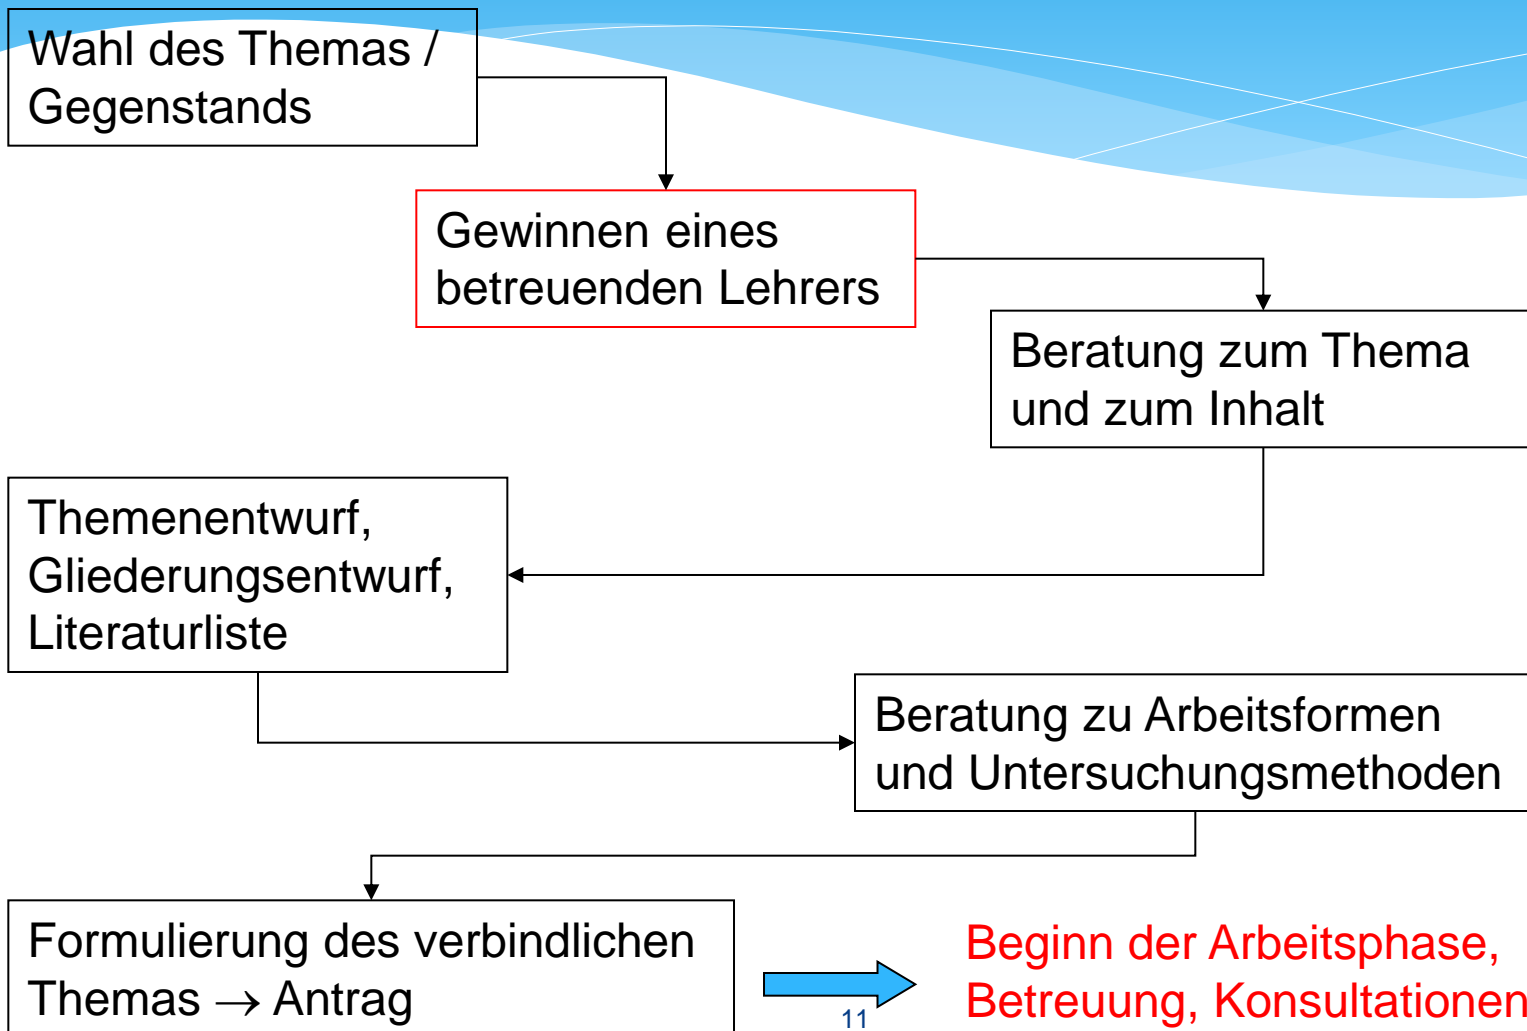 Wahl des Themas /
Gegenstands
Gewinnen eines
betreuenden Lehrers
Beratung zum Thema
und zum Inhalt
Themenentwurf,
Gliederungsentwurf,
Literaturliste
Beratung zu Arbeitsformen
und Untersuchungsmethoden
Formulierung des verbindlichen
Themas → Antrag
Beginn der Arbeitsphase,
Betreuung, Konsultationen
11